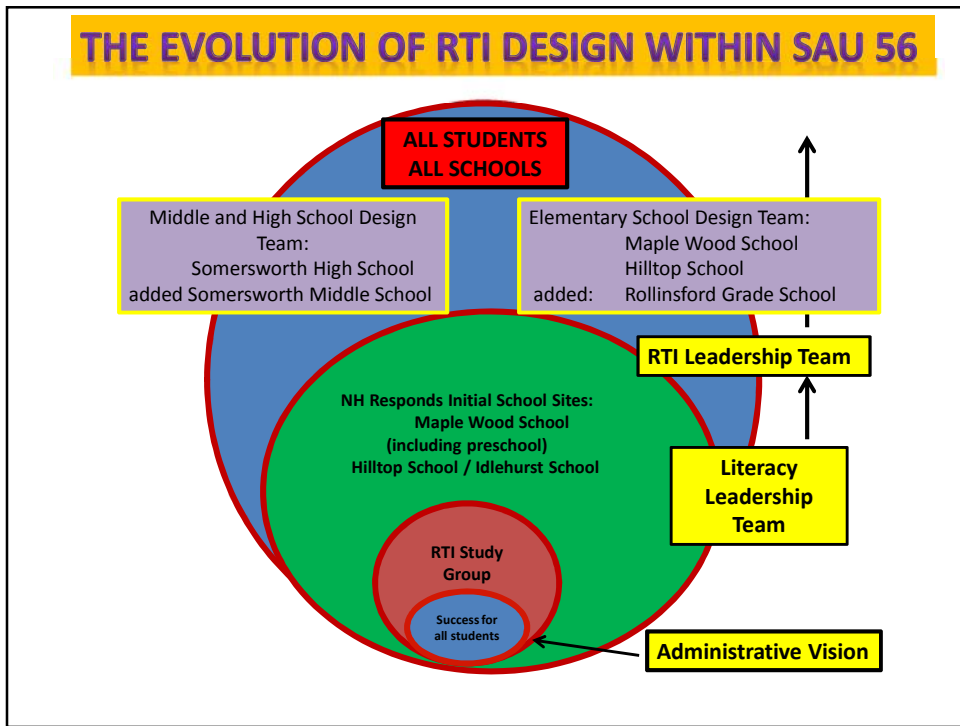 THE EVOLUTION OF RTI DESIGN WITHIN SAU 56
ALL STUDENTS
ALL SCHOOLS
Middle and High School Design
Team:
Somersworth High School
added Somersworth Middle School
Elementary School Design Team:
Maple Wood School
Hilltop School
added: Rollinsford Grade School
RTI Leadership Team
NH Responds Initial School Sites:
Maple Wood School
(including preschool)
Hilltop School / Idlehurst School
Literacy
Leadership
Team
RTI Study
Group
Success for
all students
Administrative Vision